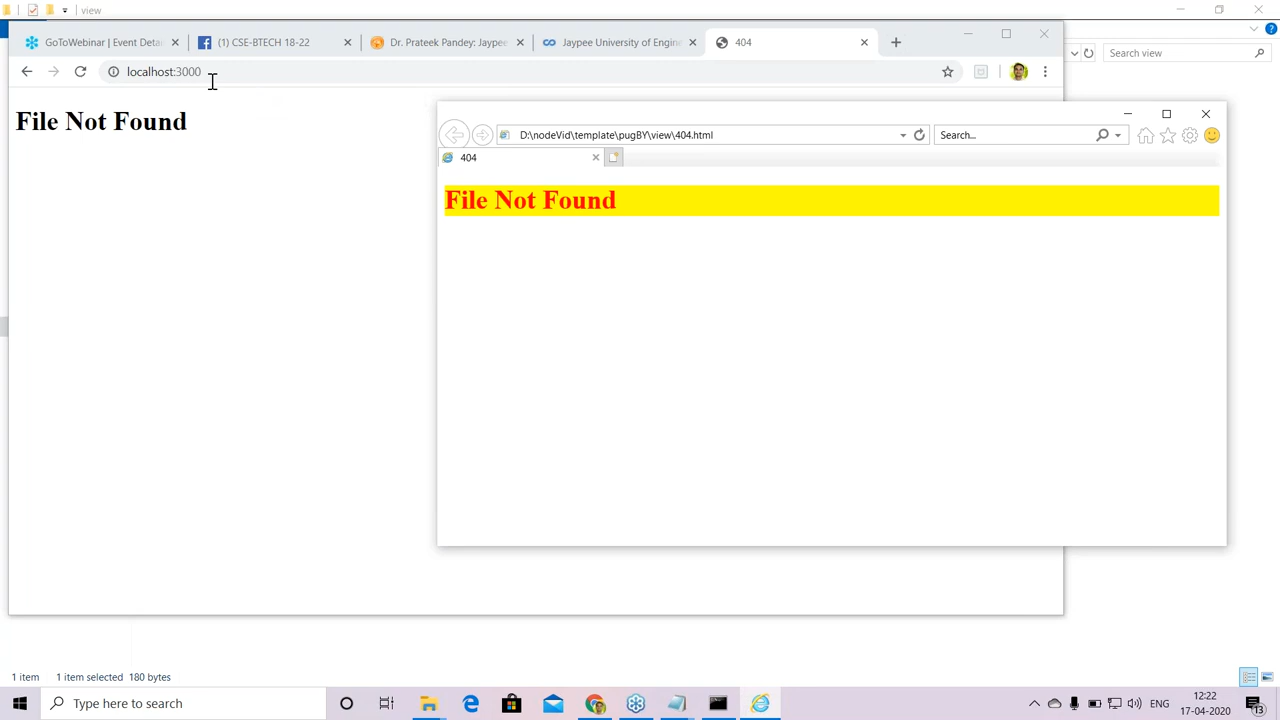 view
GoToWebinar | Event Detai
(1) CSE-BTECH 18-22
Dr. Prateek Panday: Jaypee
Jaypee University of Engine
404
localhost:3000
Search view
File Not Found
D:\nodeVid\template\pugBY\view\404.html
Search...
404
File Not Found
1 item
1 item selected 180 bytes
Type here to search
ENG
12:22
17-04-2020
13